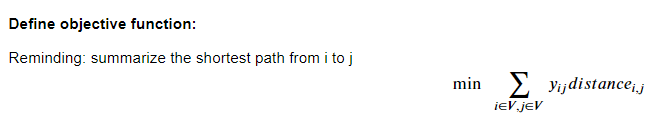 Define objective function:
Reminding: summarize the shortest path from i to j
min ∑ y_{ij} distance_{i,j}
i∈V,j∈V